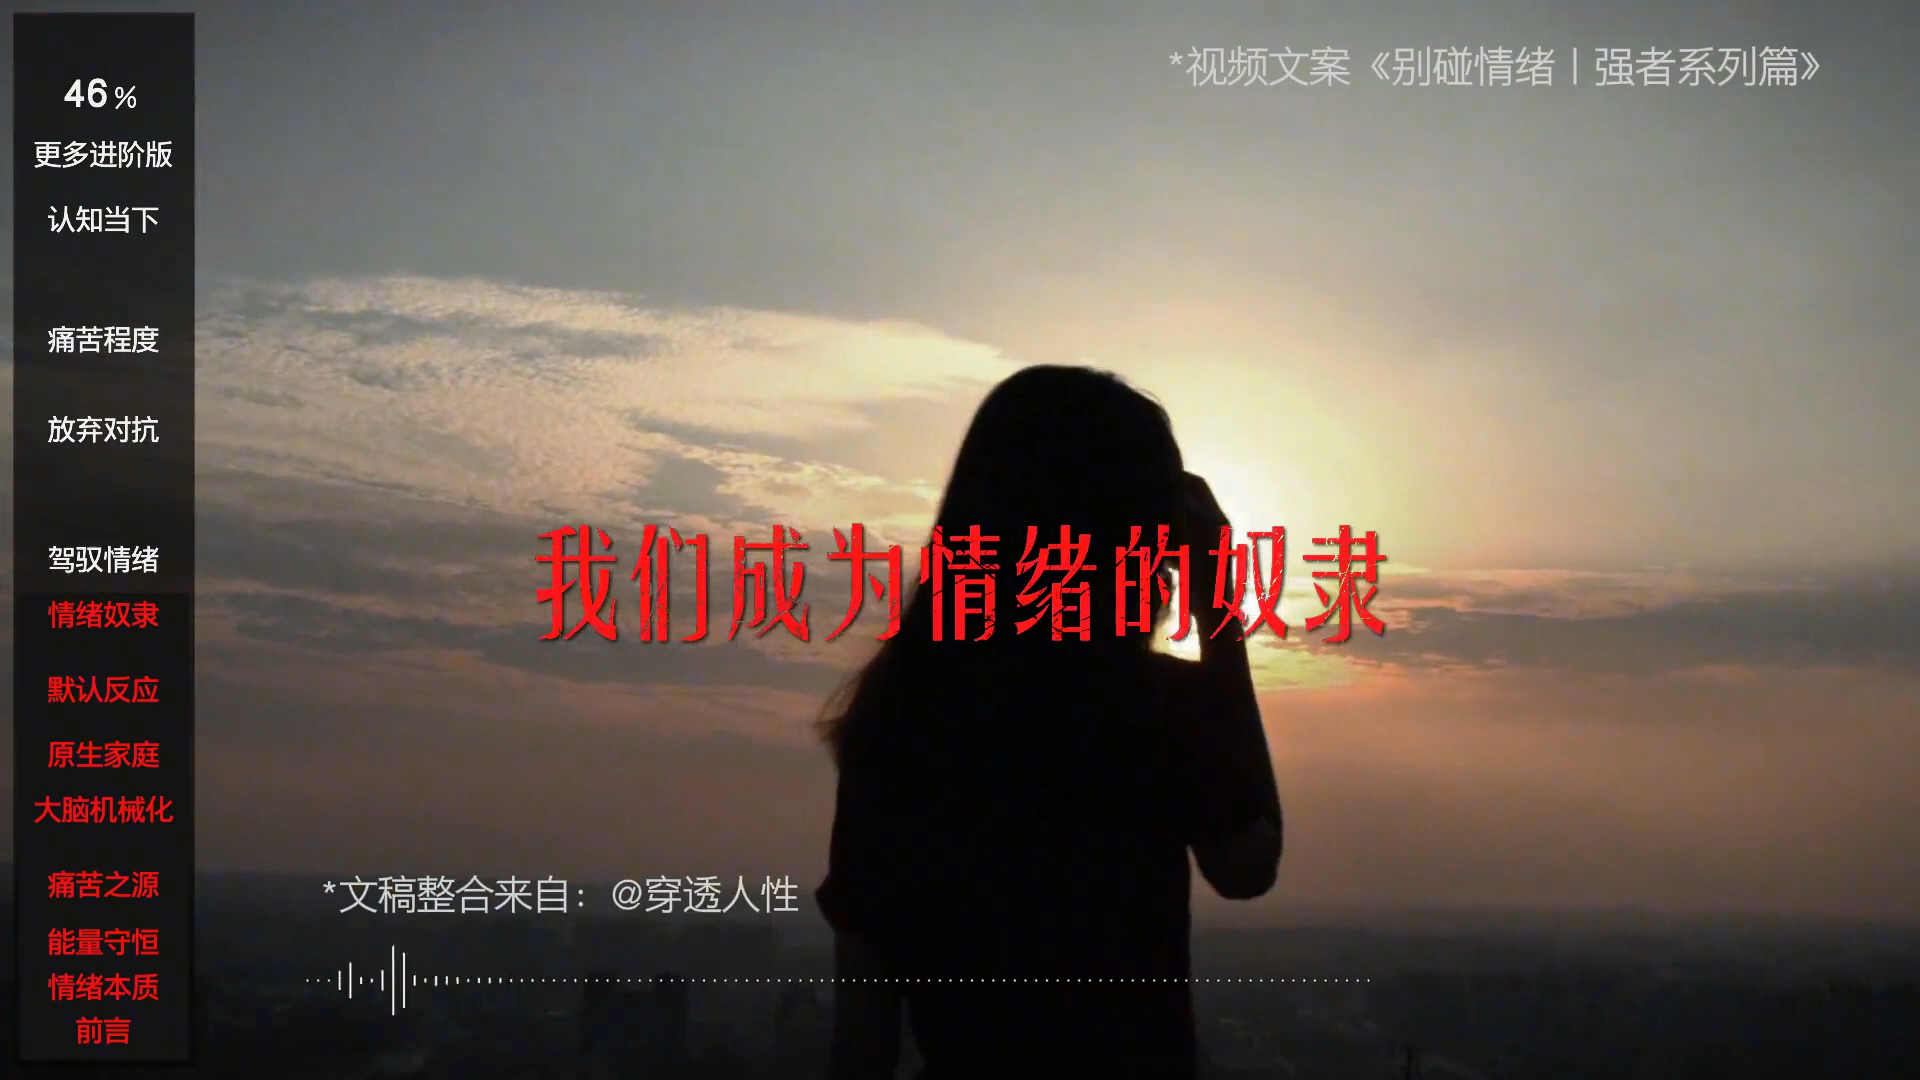 46%
更多进阶版
认知当下
痛苦程度
放弃对抗
驾驭情绪
情绪奴隶
默认反应
原生家庭
大脑机械化
痛苦之源
能量守恒
情绪本质
前言
*视频文案《别碰情绪丨强者系列篇》
我们成为情绪的奴隶
*文稿整合来自：@穿透人性